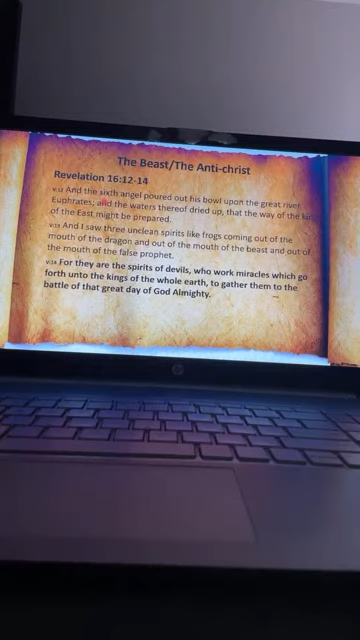 The Beast/The Anti-christ
Revelation 16:12-14
v.12 And the sixth angel poured out his bowl upon the great river
Euphrates; and the waters thereof dried up, that the way of the
of the East might be prepared.
v.13 And I saw three unclean spirits like frogs coming out of the
mouth of the dragon and out of the mouth of the beast and out of
the mouth of the false prophet.
v.14 For they are the spirits of devils, who work miracles which go
forth unto the kings of the whole earth, to gather them to the
battle of that great day of God Almighty.
hp